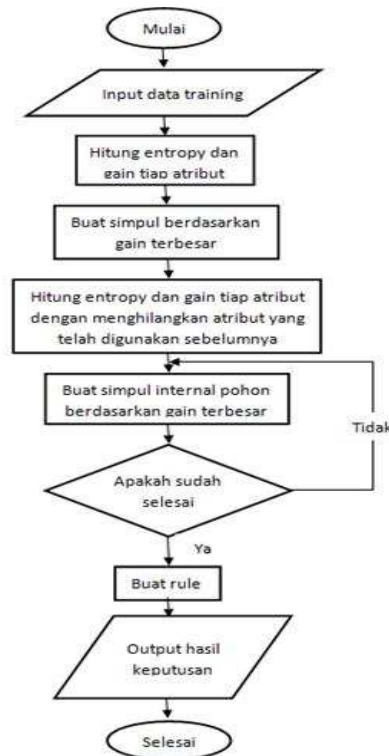 Mulai
Input data training
Hitung entropy dan
gain tiap atribut
Buat simpul berdasarkan
gain terbesar
Hitung entropy dan gain tiap atribut
dengan menghilangkan atribut yang
telah digunakan sebelumnya
Buat simpul internal pohon
berdasarkan gain terbesar
Tidak
Apakah sudah
selesai
Ya
Buat rule
Output hasil
keputusan
Selesai